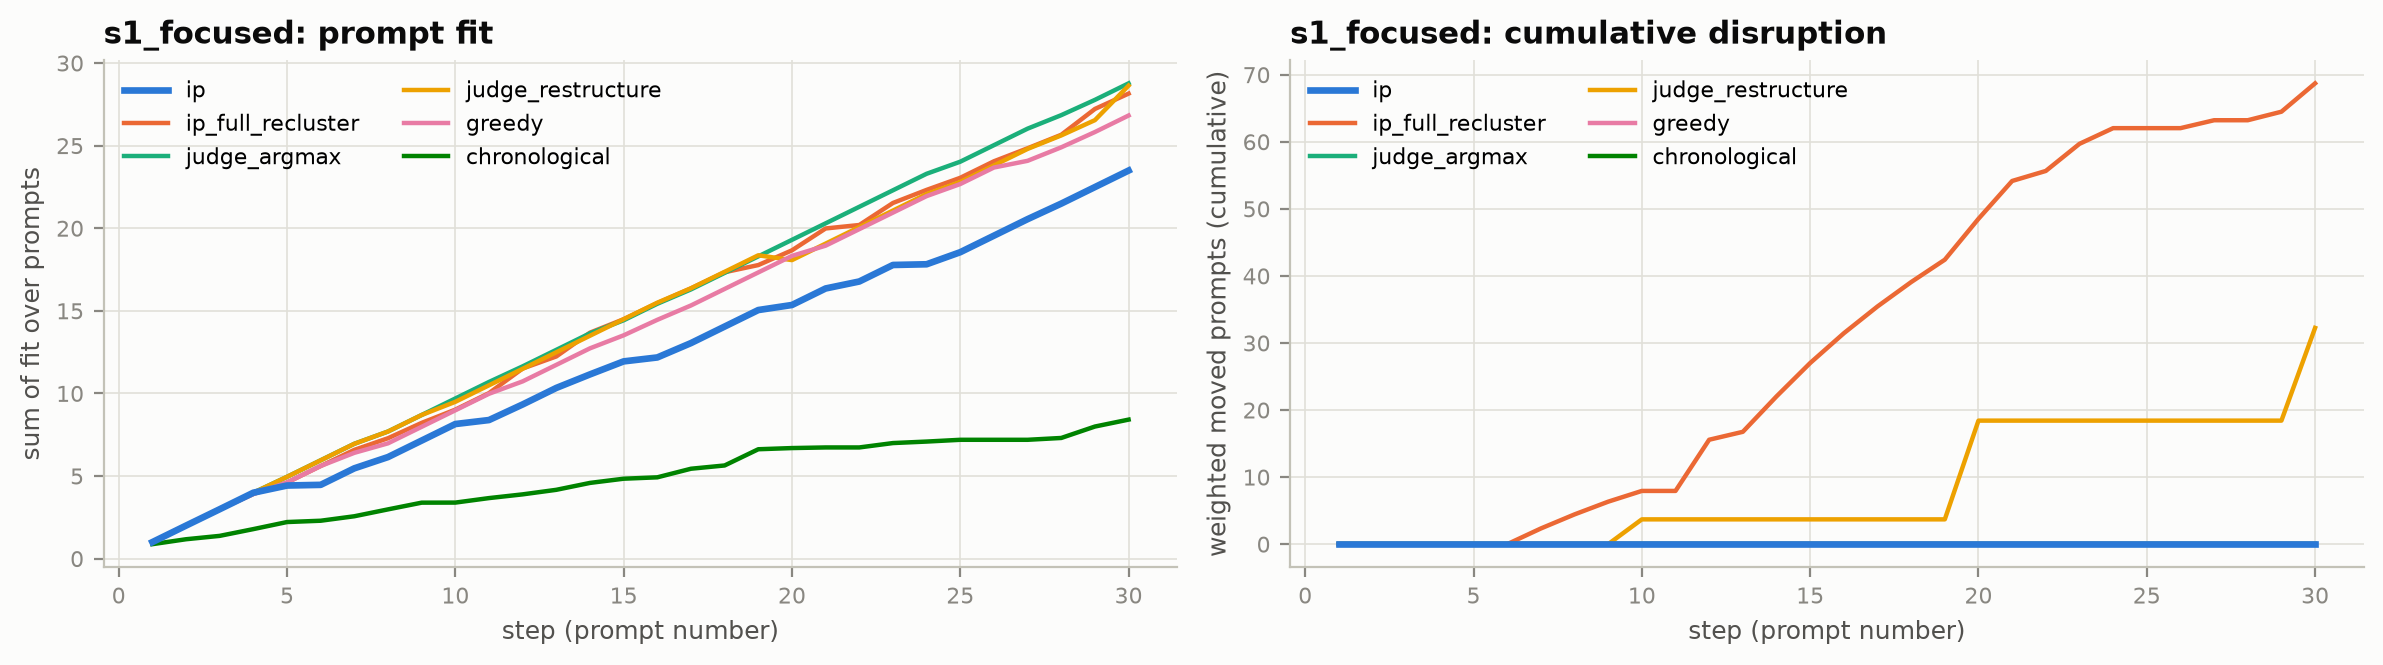 s1_focused: prompt fit
sum of fit over prompts
30
25
20
15
10
5
0
ip
ip_full_recluster
judge_argmax
judge_restructure
greedy
chronological
0 5 10 15 20 25 30
step (prompt number)
s1_focused: cumulative disruption
weighted moved prompts (cumulative)
70
60
50
40
30
20
10
0
ip
ip_full_recluster
judge_argmax
judge_restructure
greedy
chronological
0 5 10 15 20 25 30
step (prompt number)